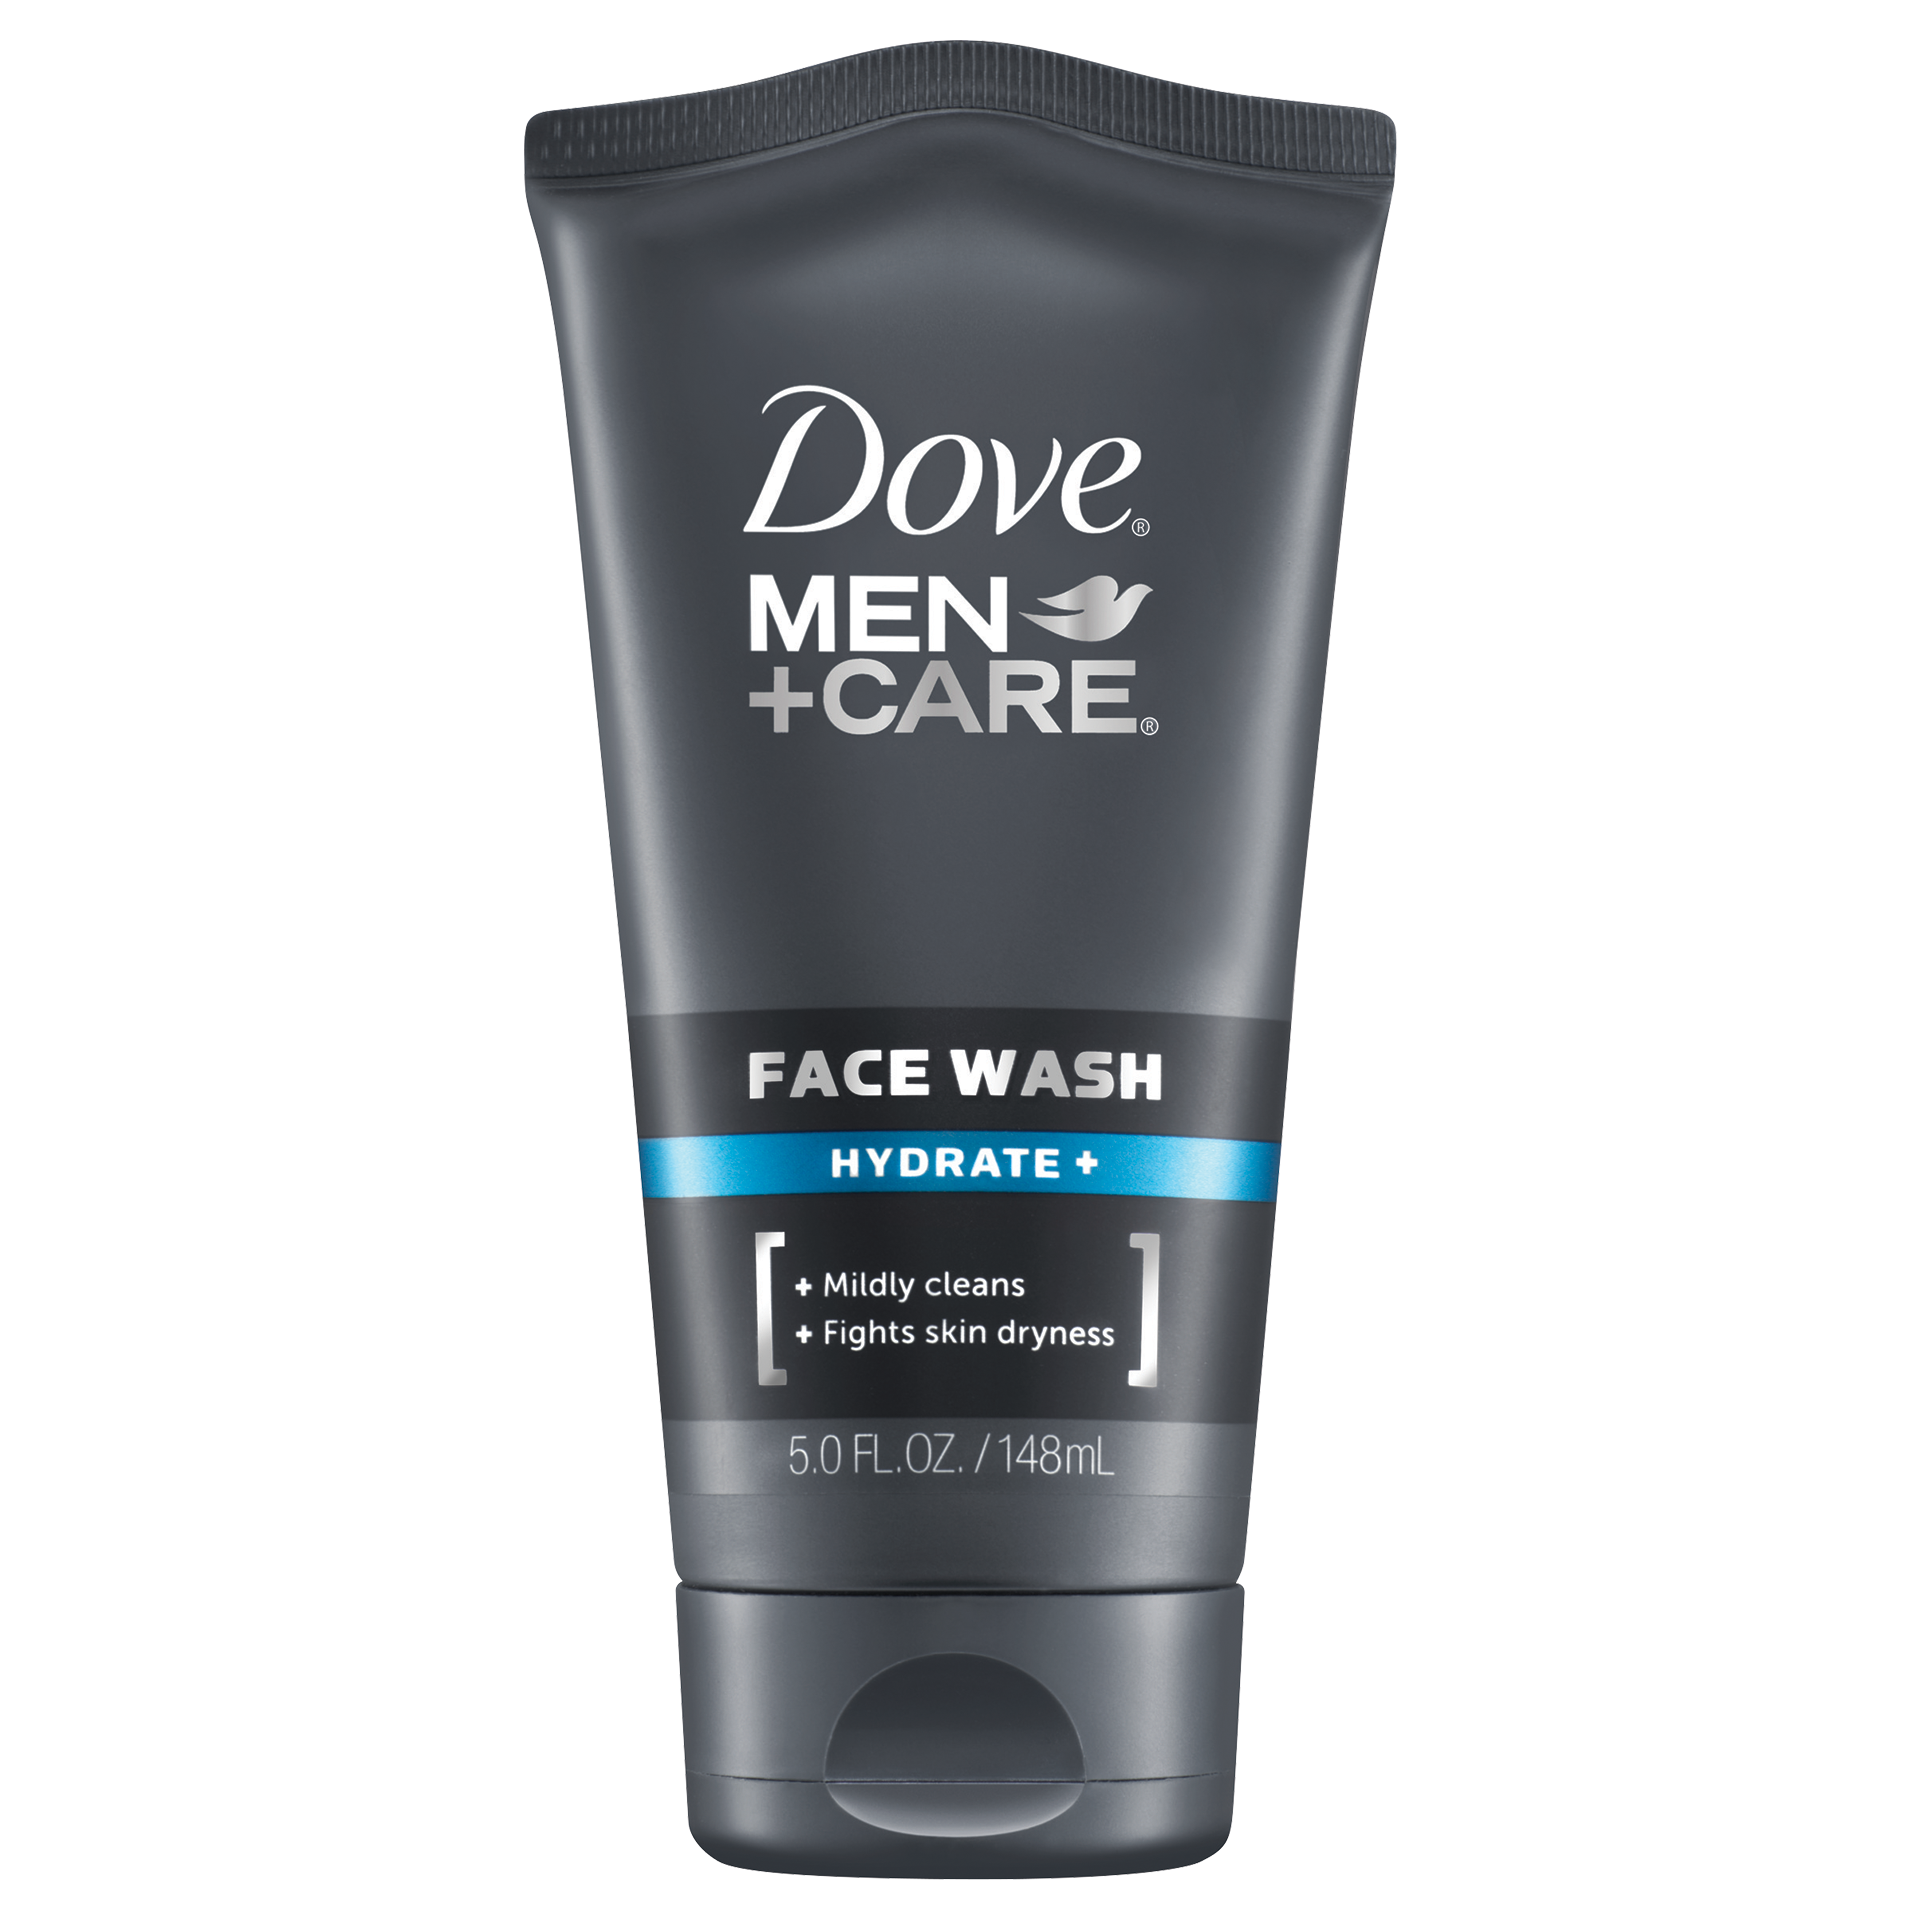 Dove®
MEN
+CARE®
FACE WASH
HYDRATE +
+ Mildly cleans
+ Fights skin dryness
5.0 FL.OZ. / 148mL